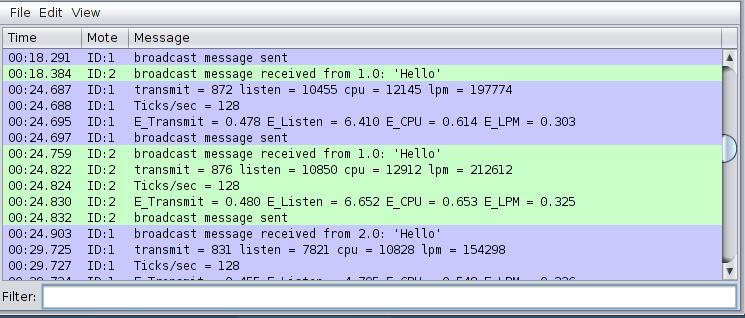 File Edit View
Time Mote Message
00:18.291 ID:1 broadcast message sent
00:18.384 ID:2 broadcast message received from 1.0: 'Hello'
00:24.687 ID:1 transmit = 872 listen = 10455 cpu = 12145 lpm = 197774
00:24.688 ID:1 Ticks/sec = 128
00:24.695 ID:1 E_Transmit = 0.478 E_Listen = 6.410 E_CPU = 0.614 E_LPM = 0.303
00:24.697 ID:1 broadcast message sent
00:24.759 ID:2 broadcast message received from 1.0: 'Hello'
00:24.822 ID:2 transmit = 876 listen = 10850 cpu = 12912 lpm = 212612
00:24.824 ID:2 Ticks/sec = 128
00:24.830 ID:2 E_Transmit = 0.480 E_Listen = 6.652 E_CPU = 0.653 E_LPM = 0.325
00:24.832 ID:2 broadcast message sent
00:24.903 ID:1 broadcast message received from 2.0: 'Hello'
00:29.725 ID:1 transmit = 831 listen = 7821 cpu = 10828 lpm = 154298
00:29.727 ID:1 Ticks/sec = 128
ID:1 E_Transmit = E_Listen = E_CPU = E_LPM =
Filter: